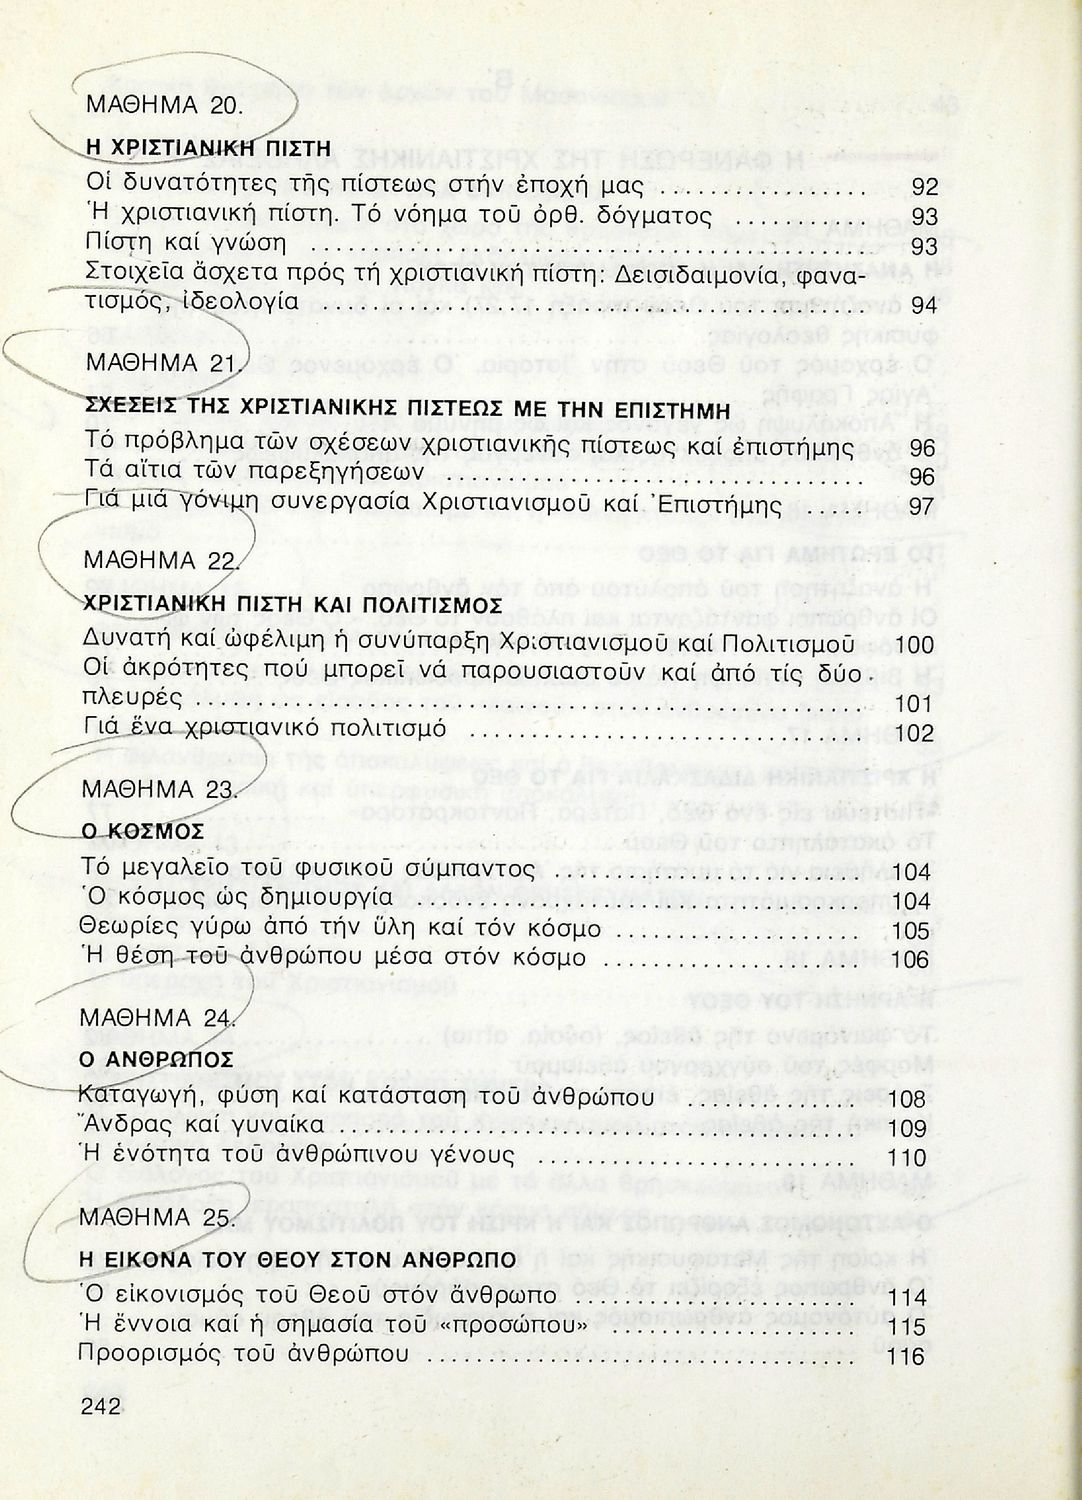 ΜΑΘΗΜΑ 20.
Η ΧΡΙΣΤΙΑΝΙΚΗ ΠΙΣΤΗ
Οἱ δυνατότητες τῆς πίστεως στήν ἐποχή μας ................. 92
Ἡ χριστιανική πίστη. Τό νόημα τοῦ ὀρθ. δόγματος ........... 93
Πίστη καί γνώση ............................................. 93
Στοιχεῖα ἄσχετα πρός τή χριστιανική πίστη: Δεισιδαιμονία, φανα-
τισμός, ἰδεολογία ............................................ 94
ΜΑΘΗΜΑ 21.
ΣΧΕΣΕΙΣ ΤΗΣ ΧΡΙΣΤΙΑΝΙΚΗΣ ΠΙΣΤΕΩΣ ΜΕ ΤΗΝ ΕΠΙΣΤΗΜΗ
Τό πρόβλημα τῶν σχέσεων χριστιανικῆς πίστεως καί ἐπιστήμης 96
Τά αἴτια τῶν παρεξηγήσεων .................................. 96
Γιά μιά γόνιμη συνεργασία Χριστιανισμοῦ καί Ἐπιστήμης ..... 97
ΜΑΘΗΜΑ 22.
ΧΡΙΣΤΙΑΝΙΚΗ ΠΙΣΤΗ ΚΑΙ ΠΟΛΙΤΙΣΜΟΣ
Δυνατή καί ὠφέλιμη ἡ συνύπαρξη Χριστιανισμοῦ καί Πολιτισμοῦ 100
Οἱ ἀκρότητες πού μπορεῖ νά παρουσιαστοῦν καί ἀπό τίς δύο
πλευρές ...................................................... 101
Γιά ἕνα χριστιανικό πολιτισμό ................................ 102
ΜΑΘΗΜΑ 23.
Ο ΚΟΣΜΟΣ
Τό μεγαλεῖο τοῦ φυσικοῦ σύμπαντος .......................... 104
Ὁ κόσμος ὡς δημιουργία ..................................... 104
Θεωρίες γύρω ἀπό τήν ὕλη καί τόν κόσμο .................... 105
Ἡ θέση τοῦ ἀνθρώπου μέσα στόν κόσμο ..................... 106
ΜΑΘΗΜΑ 24.
Ο ΑΝΘΡΩΠΟΣ
Καταγωγή, φύση καί κατάσταση τοῦ ἀνθρώπου .............. 108
Ἄνδρας καί γυναίκα ........................................... 109
Ἡ ἑνότητα τοῦ ἀνθρώπινου γένους ........................... 110
ΜΑΘΗΜΑ 25.
Η ΕΙΚΟΝΑ ΤΟΥ ΘΕΟΥ ΣΤΟΝ ΑΝΘΡΩΠΟ
Ὁ εἰκονισμός τοῦ Θεοῦ στόν ἄνθρωπο ........................ 114
Ἡ ἔννοια καί ἡ σημασία τοῦ «προσώπου» .................... 115
Προορισμός τοῦ ἀνθρώπου .................................... 116
242